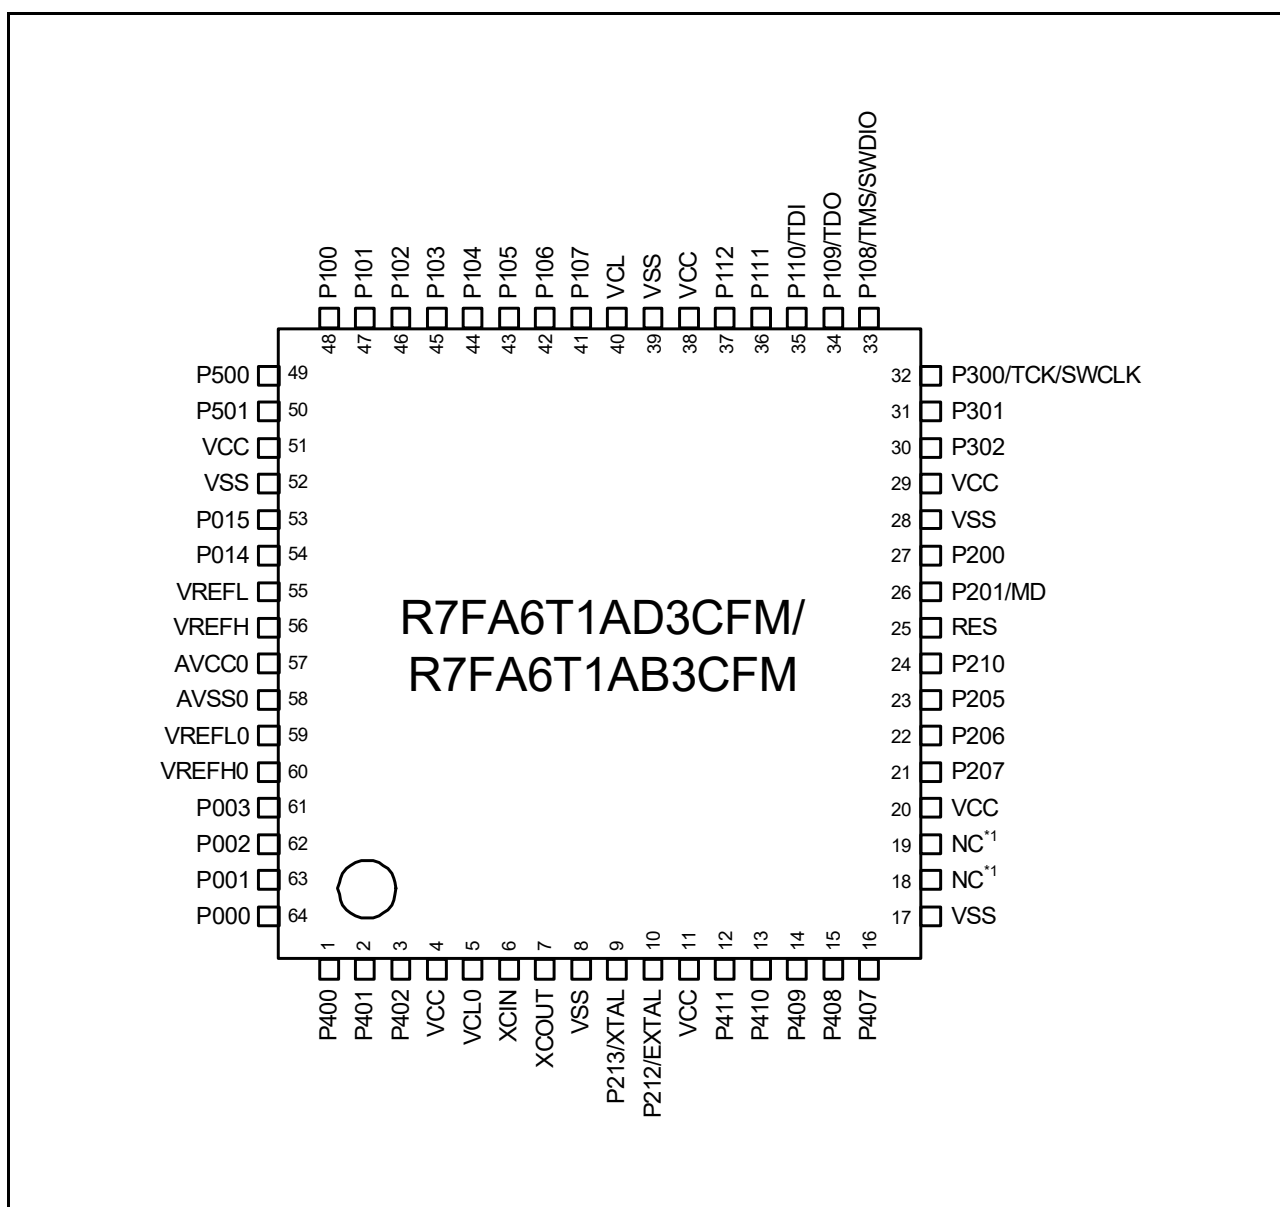 P100
P101
P102
P103
P104
P105
P106
P107
VCL
VSS
VCC
P112
P111
P110/TDI
P109/TDO
P108/TMS/SWDIO
48
47
46
45
44
43
42
41
40
39
38
37
36
35
34
33
P500 49
P501 50
VCC 51
VSS 52
P015 53
P014 54
VREFL 55
VREFH 56
AVCC0 57
AVSS0 58
VREFL0 59
VREFH0 60
P003 61
P002 62
P001 63
P000 64
R7FA6T1AD3CFM/
R7FA6T1AB3CFM
32 P300/TCK/SWCLK
31 P301
30 P302
29 VCC
28 VSS
27 P200
26 P201/MD
25 RES
24 P210
23 P205
22 P206
21 P207
20 VCC
19 NC*1
18 NC*1
17 VSS
1
2
3
4
5
6
7
8
9
10
11
12
13
14
15
16
P400
P401
P402
VCC
VCL0
XCIN
XCOUT
VSS
P213/XTAL
P212/EXTAL
VCC
P411
P410
P409
P408
P407